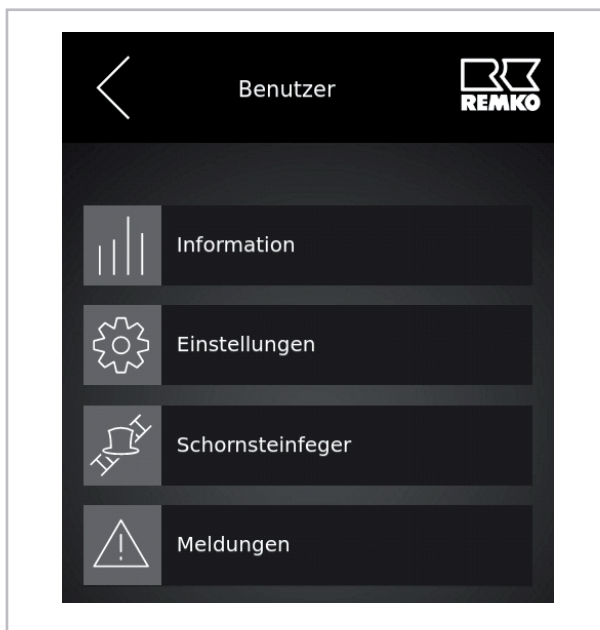 Benutzer
REMKO
Information
Einstellungen
Schornsteinfeger
Meldungen